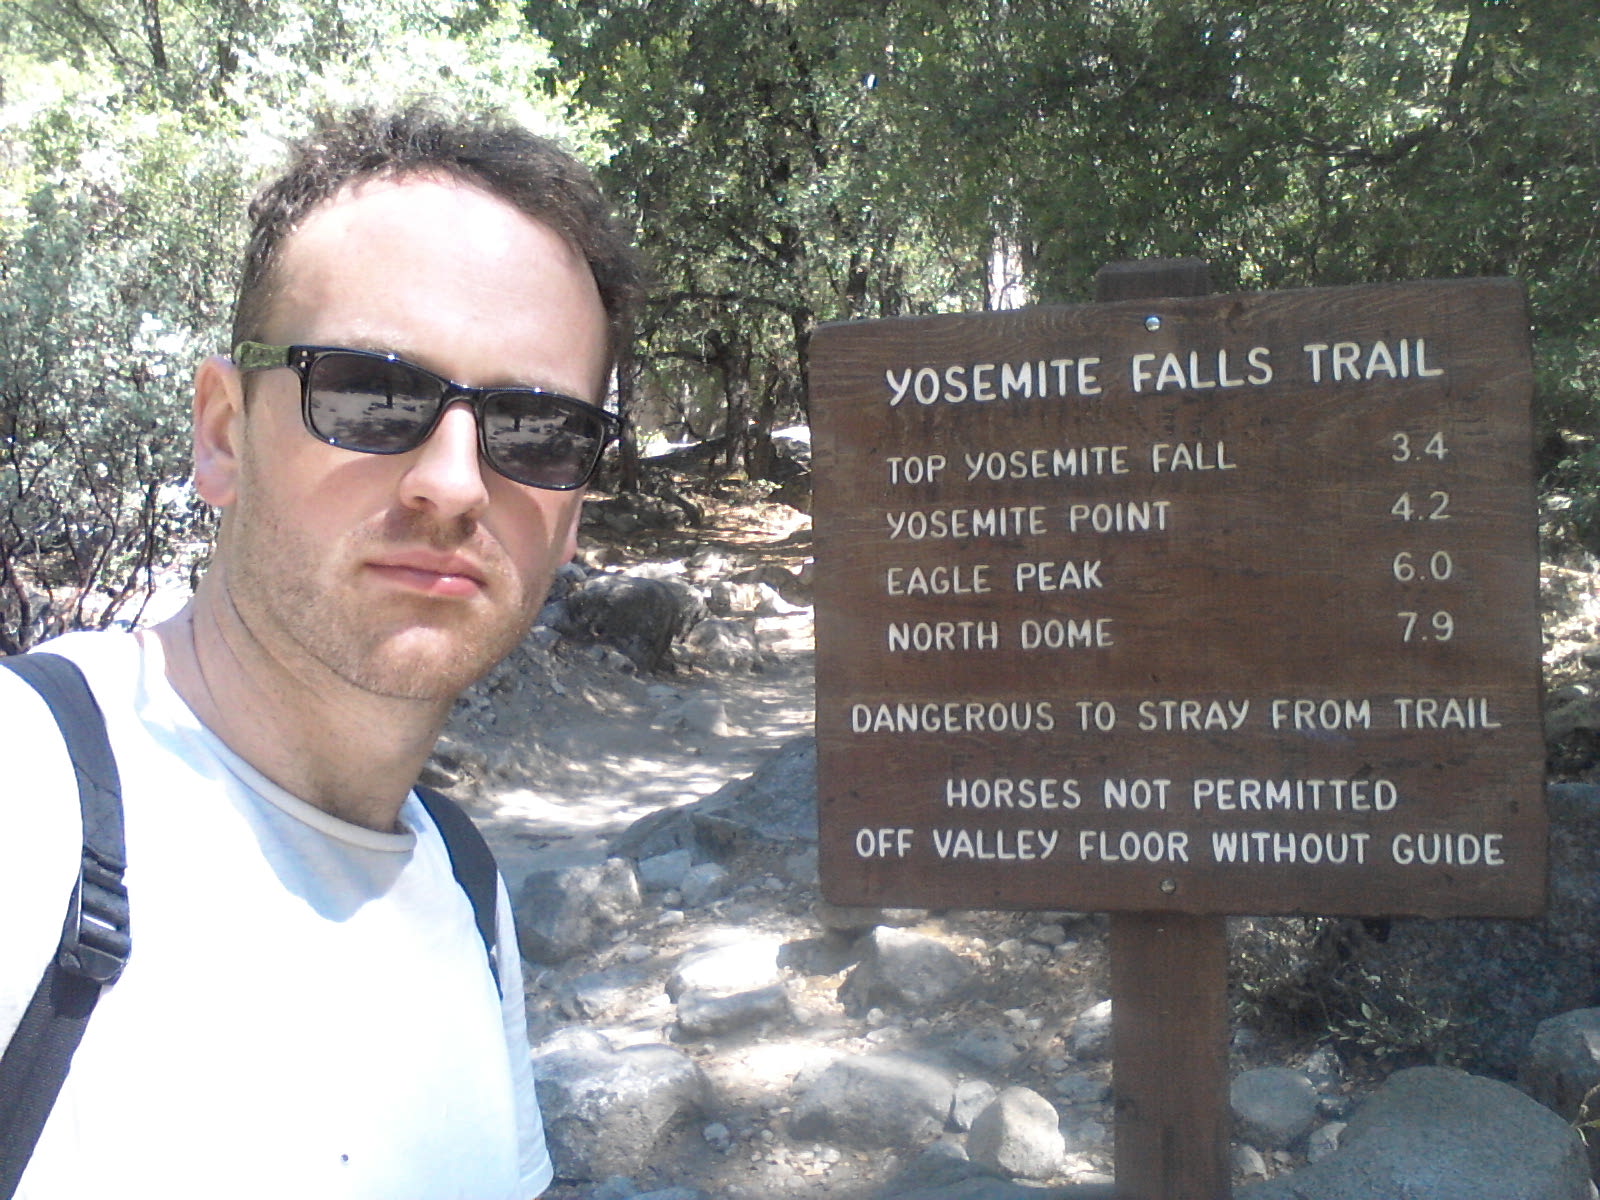 YOSEMITE FALLS TRAIL
TOP YOSEMITE FALL 3.4
YOSEMITE POINT 4.2
EAGLE PEAK 6.0
NORTH DOME 7.9
DANGEROUS TO STRAY FROM TRAIL
HORSES NOT PERMITTED
OFF VALLEY FLOOR WITHOUT GUIDE